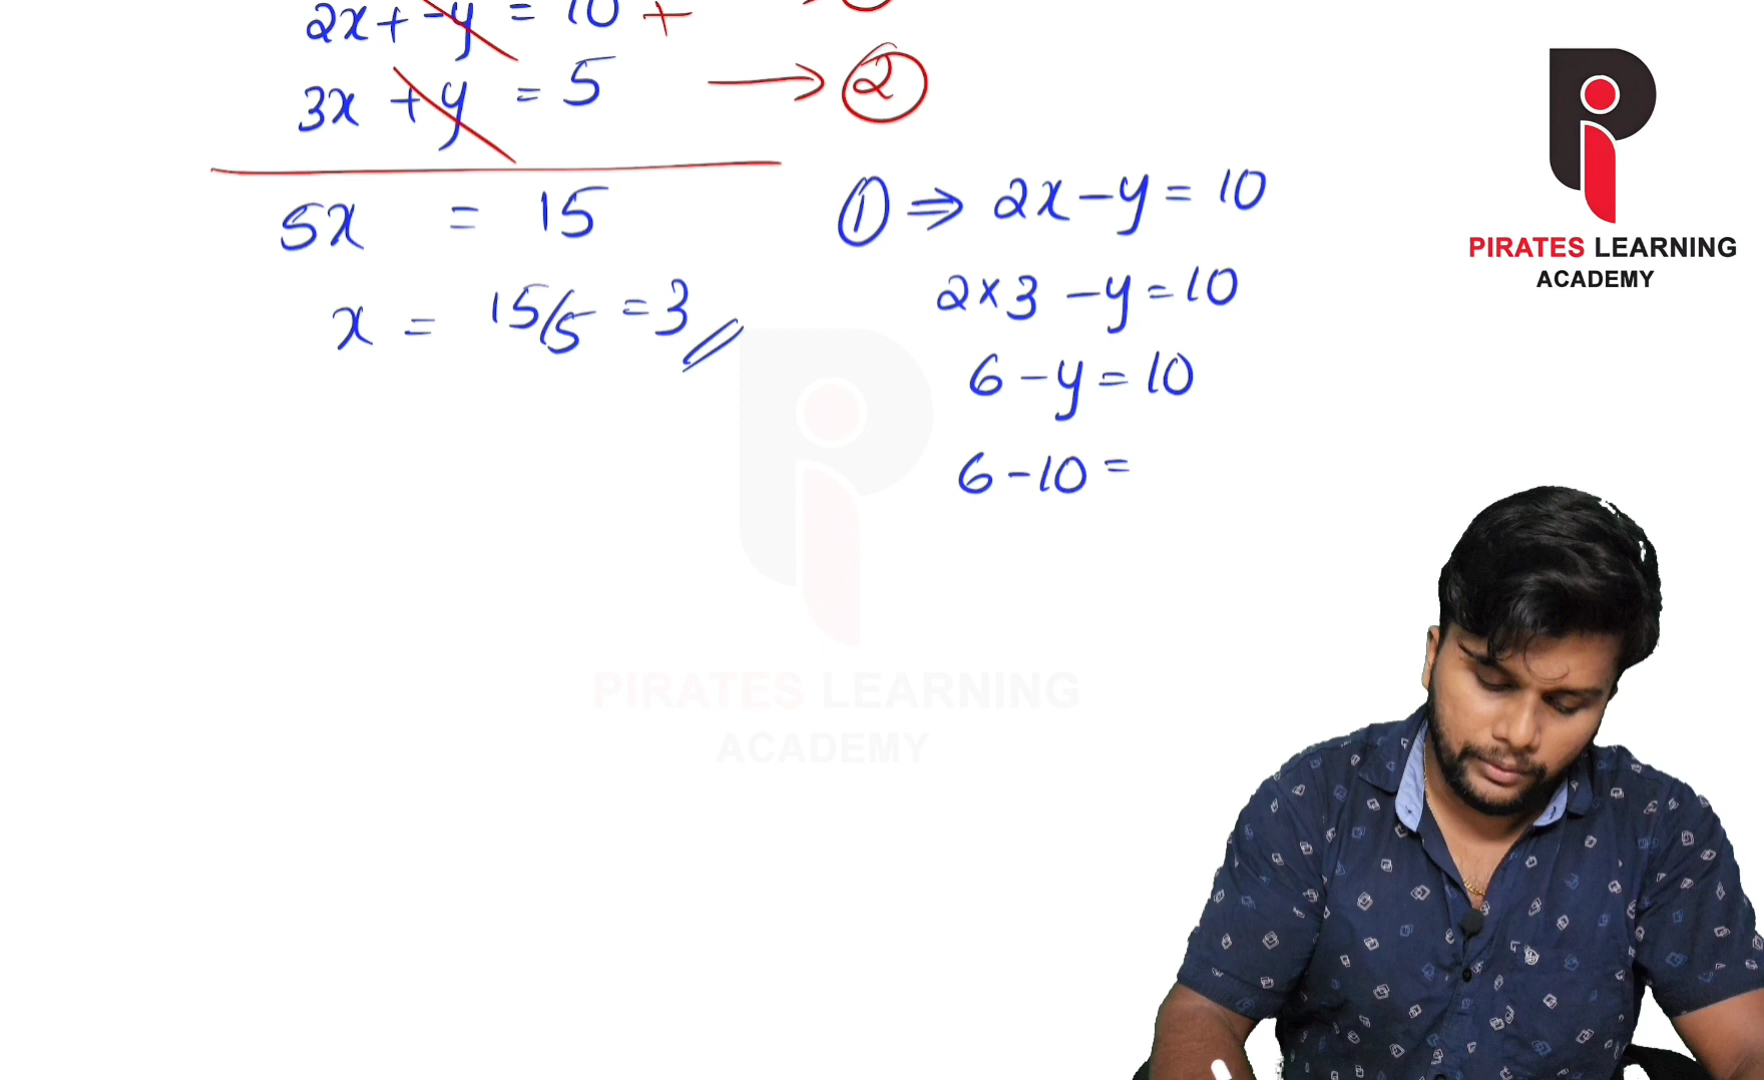 2x + -y = 10 +
3x + y = 5 → 2
5x = 15
x = 15/5 = 3
① ⇒ 2x - y = 10
2 × 3 - y = 10
6 - y = 10
6 - 10 =
PIRATES LEARNING
ACADEMY
PIRATES LEARNING
ACADEMY